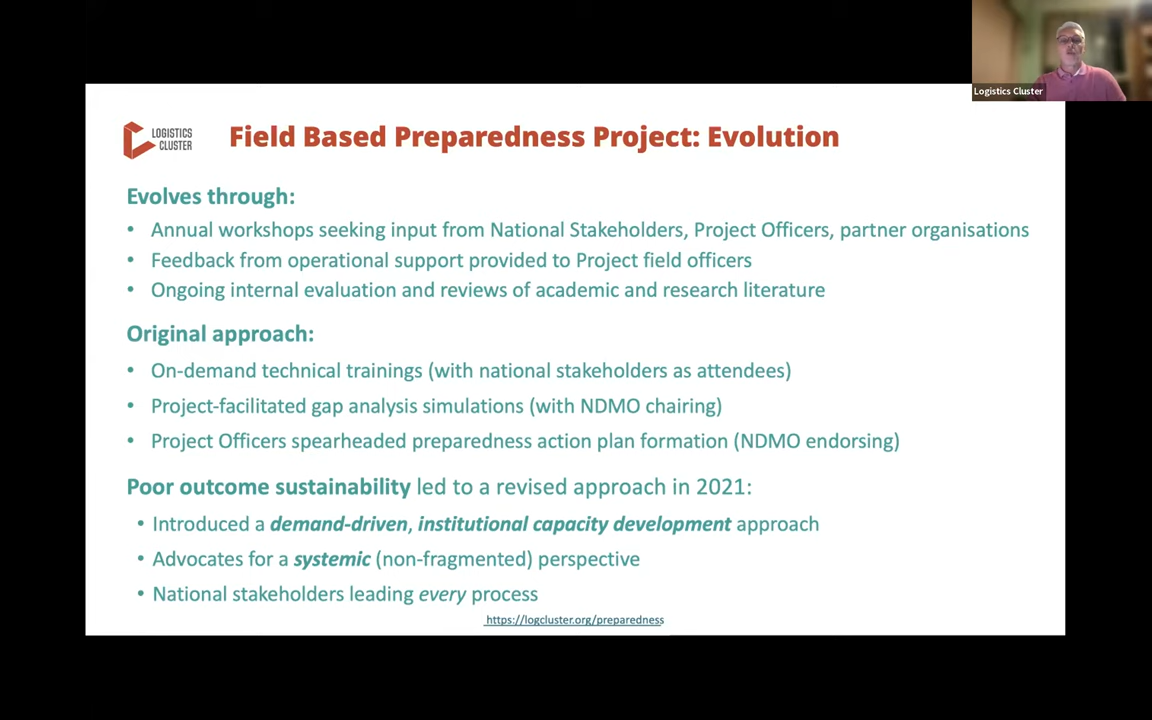 Logistics Cluster
LOGISTICS
CLUSTER
Field Based Preparedness Project: Evolution
Evolves through:
• Annual workshops seeking input from National Stakeholders, Project Officers, partner organisations
• Feedback from operational support provided to Project field officers
• Ongoing internal evaluation and reviews of academic and research literature
Original approach:
• On-demand technical trainings (with national stakeholders as attendees)
• Project-facilitated gap analysis simulations (with NDMO chairing)
• Project Officers spearheaded preparedness action plan formation (NDMO endorsing)
Poor outcome sustainability led to a revised approach in 2021:
• Introduced a demand-driven, institutional capacity development approach
• Advocates for a systemic (non-fragmented) perspective
• National stakeholders leading every process
https://logcluster.org/preparedness